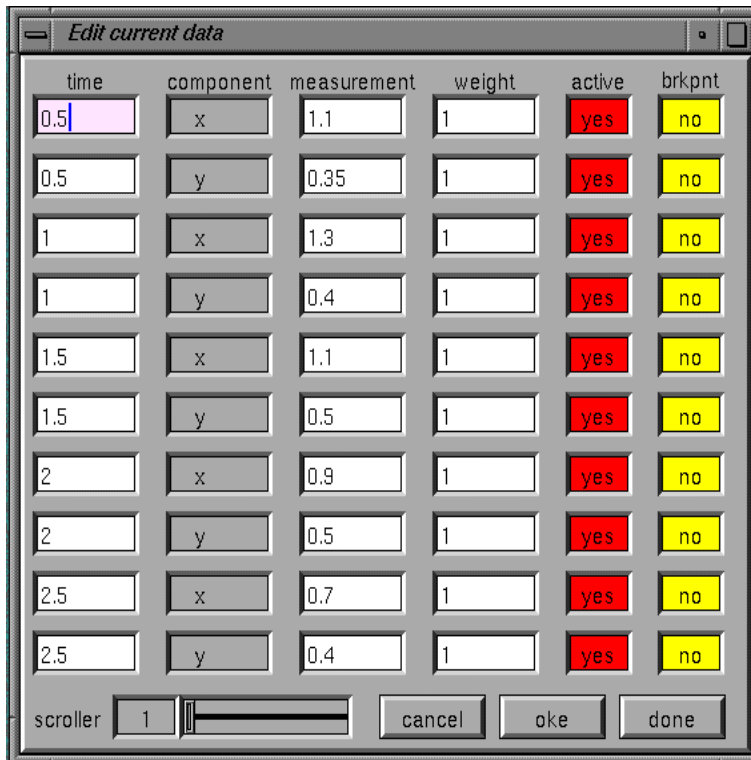 Edit current data
time component measurement weight active brkpnt
0.5 x 1.1 1 yes no
0.5 y 0.35 1 yes no
1 x 1.3 1 yes no
1 y 0.4 1 yes no
1.5 x 1.1 1 yes no
1.5 y 0.5 1 yes no
2 x 0.9 1 yes no
2 y 0.5 1 yes no
2.5 x 0.7 1 yes no
2.5 y 0.4 1 yes no
scroller 1 cancel oke done